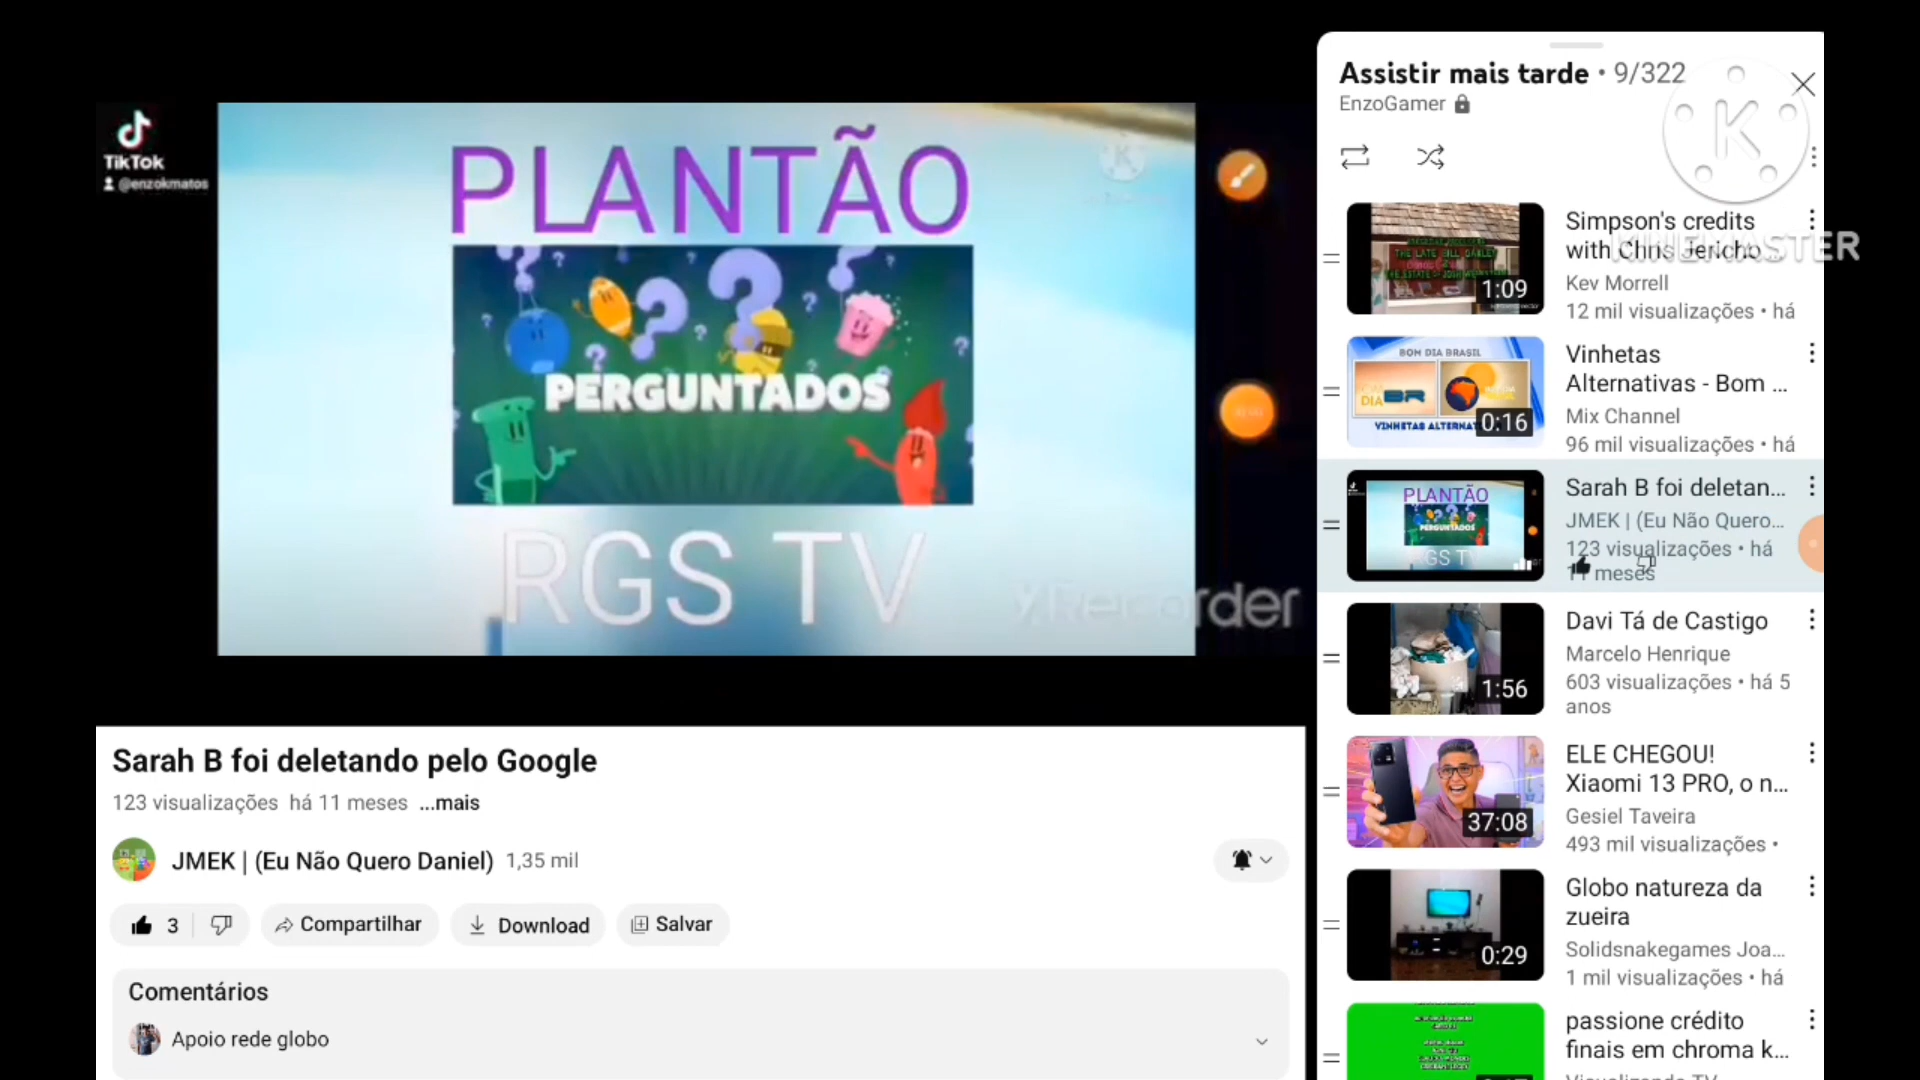 TikTok
@enzokmatos
PLANTÃO
PERGUNTADOS
RGS TV
XRecorder
Sarah B foi deletando pelo Google
123 visualizações há 11 meses ...mais
JMEK | (Eu Não Quero Daniel) 1,35 mil
3
Compartilhar
Download
Salvar
Comentários
Apoio rede globo
Assistir mais tarde • 9/322
EnzoGamer
KINEMASTER
1:09
Simpson's credits
with Chris Jericho ...
Kev Morrell
12 mil visualizações • há
BOM DIA BRASIL
DIA BR
VINHETAS ALTERNAT
0:16
Vinhetas
Alternativas - Bom ...
Mix Channel
96 mil visualizações • há
PLANTÃO
PERGUNTADOS
RGS TV
Sarah B foi deletan...
JMEK | (Eu Não Quero...
123 visualizações • há
11 meses
1:56
Davi Tá de Castigo
Marcelo Henrique
603 visualizações • há 5
anos
37:08
ELE CHEGOU!
Xiaomi 13 PRO, o n...
Gesiel Taveira
493 mil visualizações •
0:29
Globo natureza da
zueira
Solidsnakegames Joa...
1 mil visualizações • há
passione crédito
finais em chroma k...
Visualizando TV